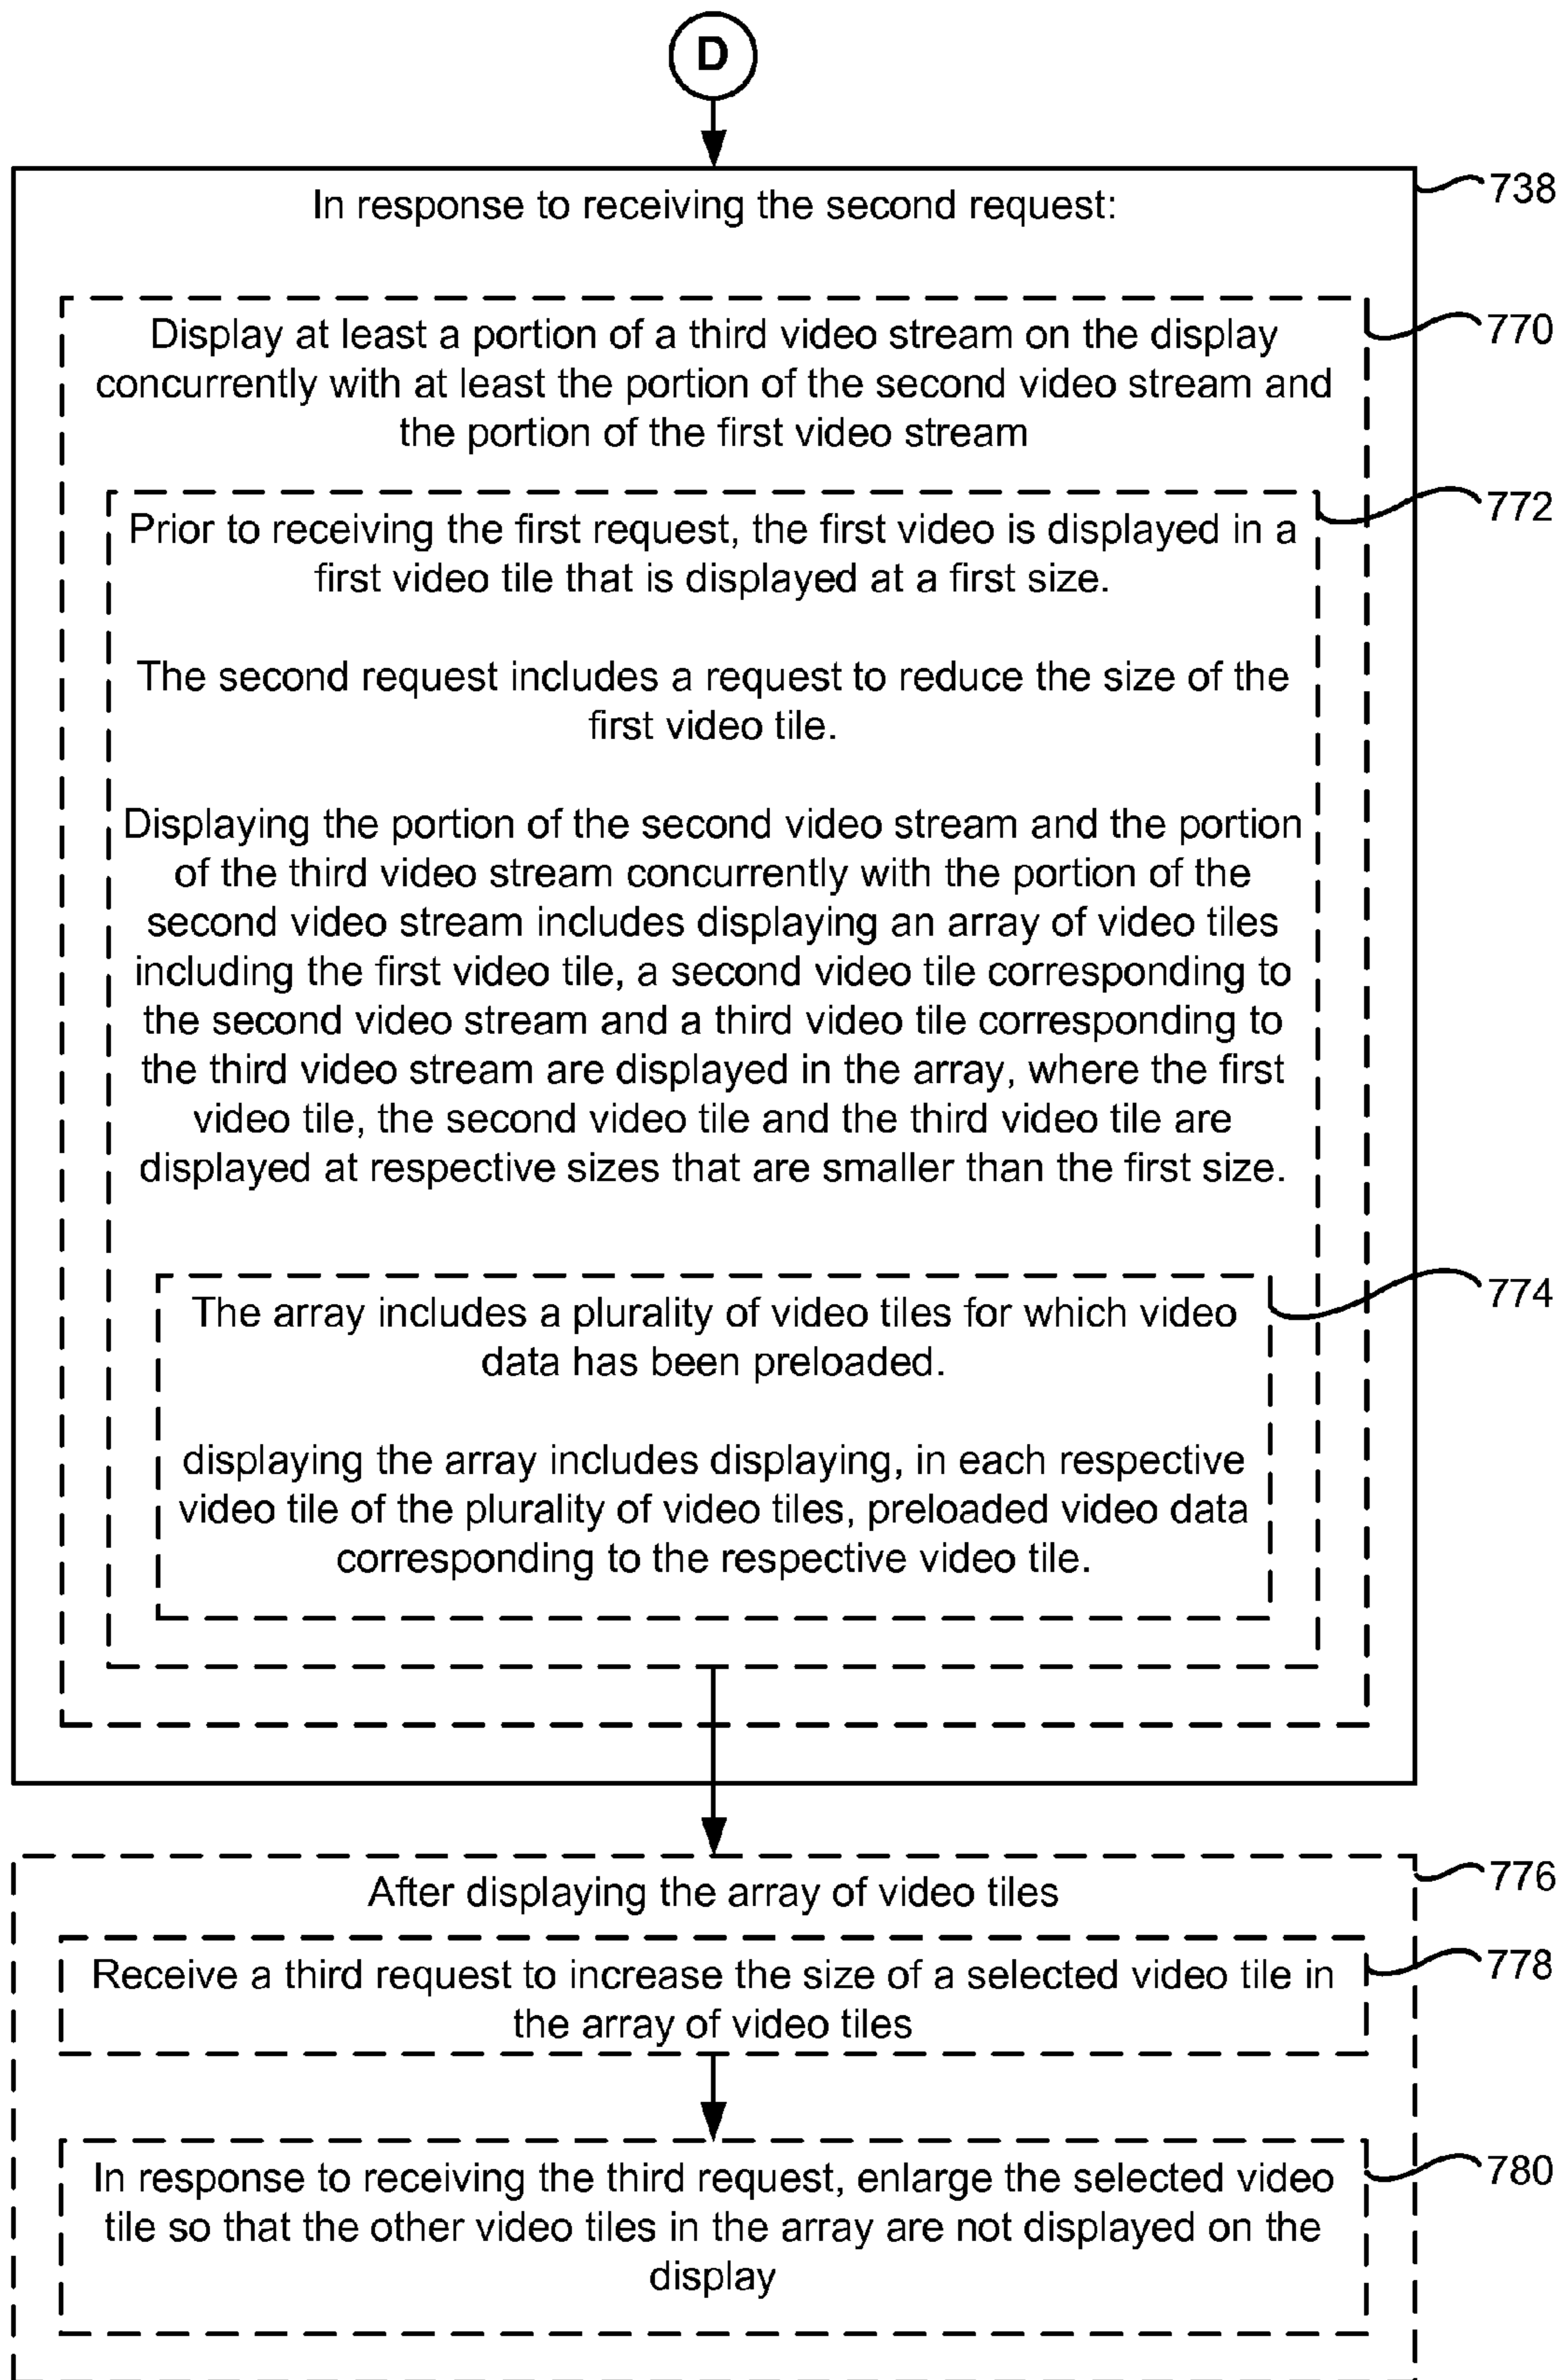 D
738
In response to receiving the second request:
770
Display at least a portion of a third video stream on the display
concurrently with at least the portion of the second video stream and
the portion of the first video stream
772
Prior to receiving the first request, the first video is displayed in a
first video tile that is displayed at a first size.
The second request includes a request to reduce the size of the
first video tile.
Displaying the portion of the second video stream and the portion
of the third video stream concurrently with the portion of the
second video stream includes displaying an array of video tiles
including the first video tile, a second video tile corresponding to
the second video stream and a third video tile corresponding to
the third video stream are displayed in the array, where the first
video tile, the second video tile and the third video tile are
displayed at respective sizes that are smaller than the first size.
774
The array includes a plurality of video tiles for which video
data has been preloaded.
displaying the array includes displaying, in each respective
video tile of the plurality of video tiles, preloaded video data
corresponding to the respective video tile.
776
After displaying the array of video tiles
778
Receive a third request to increase the size of a selected video tile in
the array of video tiles
780
In response to receiving the third request, enlarge the selected video
tile so that the other video tiles in the array are not displayed on the
display